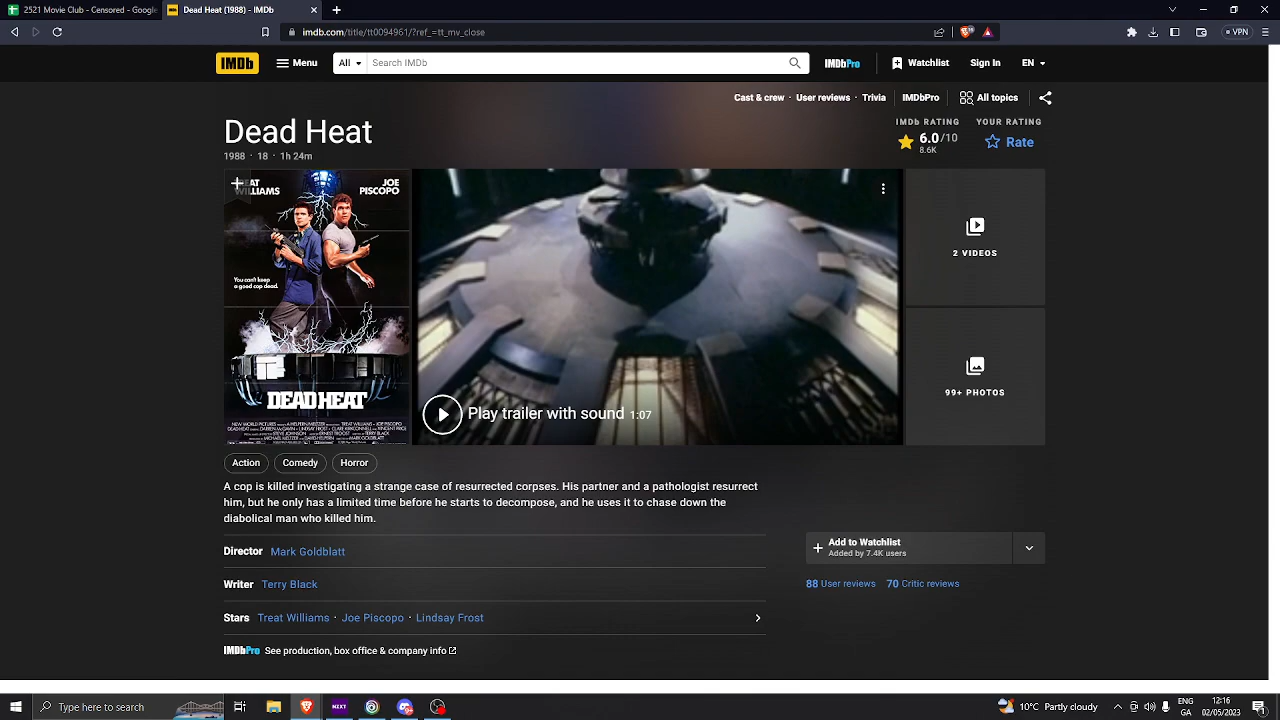 2521 Movie Club - Censored - Google
Dead Heat (1988) - IMDb
imdb.com/title/tt0094961/?ref_=tt_mv_close
VPN
IMDb
Menu
All
Search IMDb
IMDbPro
Watchlist
Sign In
EN
Cast & crew · User reviews · Trivia
IMDbPro
All topics
Dead Heat
1988 · 18 · 1h 24m
IMDb RATING
6.0/10
8.6K
YOUR RATING
Rate
WILLIAMS
JOE
PISCOPO
You can't keep
a good cop dead.
DEAD HEAT
Play trailer with sound 1:07
2 VIDEOS
99+ PHOTOS
Action
Comedy
Horror
A cop is killed investigating a strange case of resurrected corpses. His partner and a pathologist resurrect
him, but he only has a limited time before he starts to decompose, and he uses it to chase down the
diabolical man who killed him.
Director Mark Goldblatt
Writer Terry Black
Stars Treat Williams · Joe Piscopo · Lindsay Frost
IMDbPro See production, box office & company info
Add to Watchlist
Added by 7.4K users
88 User reviews 70 Critic reviews
Type here to search
NEXT
10°C Partly cloudy
ENG
GA
12:16
02/05/2023